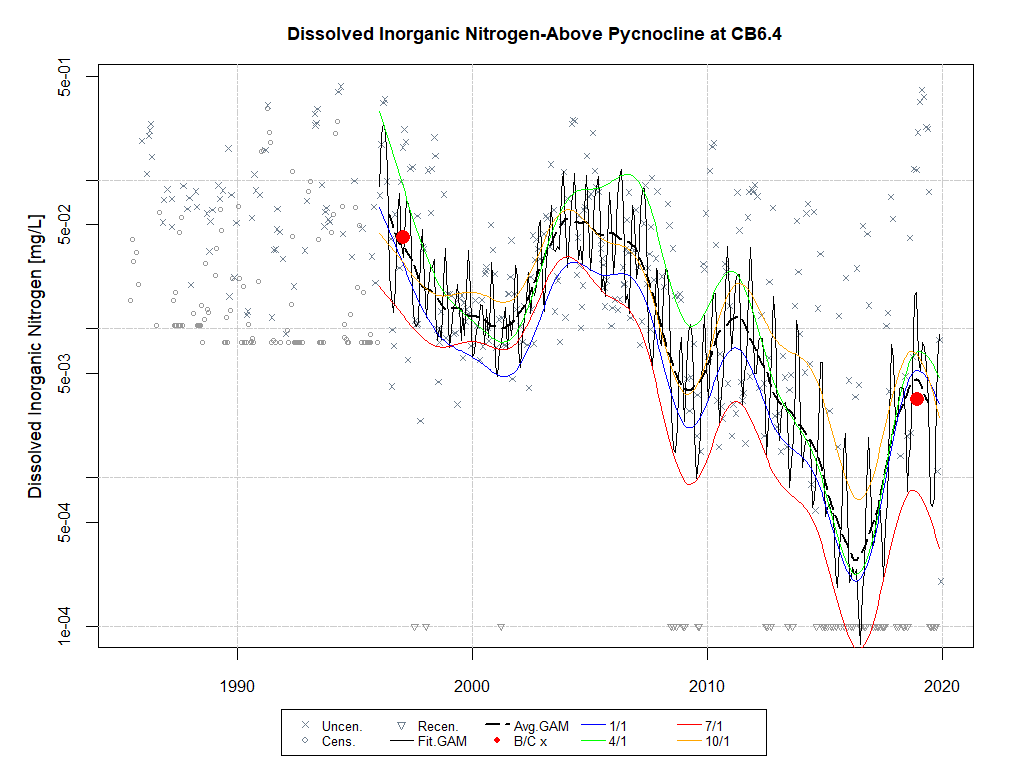 Dissolved Inorganic Nitrogen-Above Pycnocline at CB6.4
Dissolved Inorganic Nitrogen [mg/L]
5e-01
5e-02
5e-03
5e-04
1e-04
1990 2000 2010 2020
Uncen. Recen. Avg.GAM 1/1 7/1
Cens. Fit.GAM B/C x 4/1 10/1